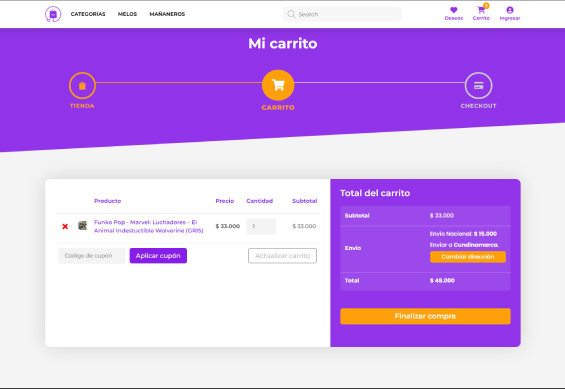 CATEGORÍAS MELOS MAÑANEROS Search Deseos 1 Carrito Ingresar
Mi carrito
TIENDA CARRITO CHECKOUT
Producto Precio Cantidad Subtotal
Funko Pop - Marvel: Luchadores - El
Animal Indestuctible Wolverine (GRIS)
$ 33.000 1 $ 33.000
Código de cupón Aplicar cupón Actualizar carrito
Total del carrito
Subtotal $ 33.000
Envío
Envío Nacional: $ 15.000
Enviar a Cundinamarca.
Cambiar dirección
Total $ 48.000
Finalizar compra